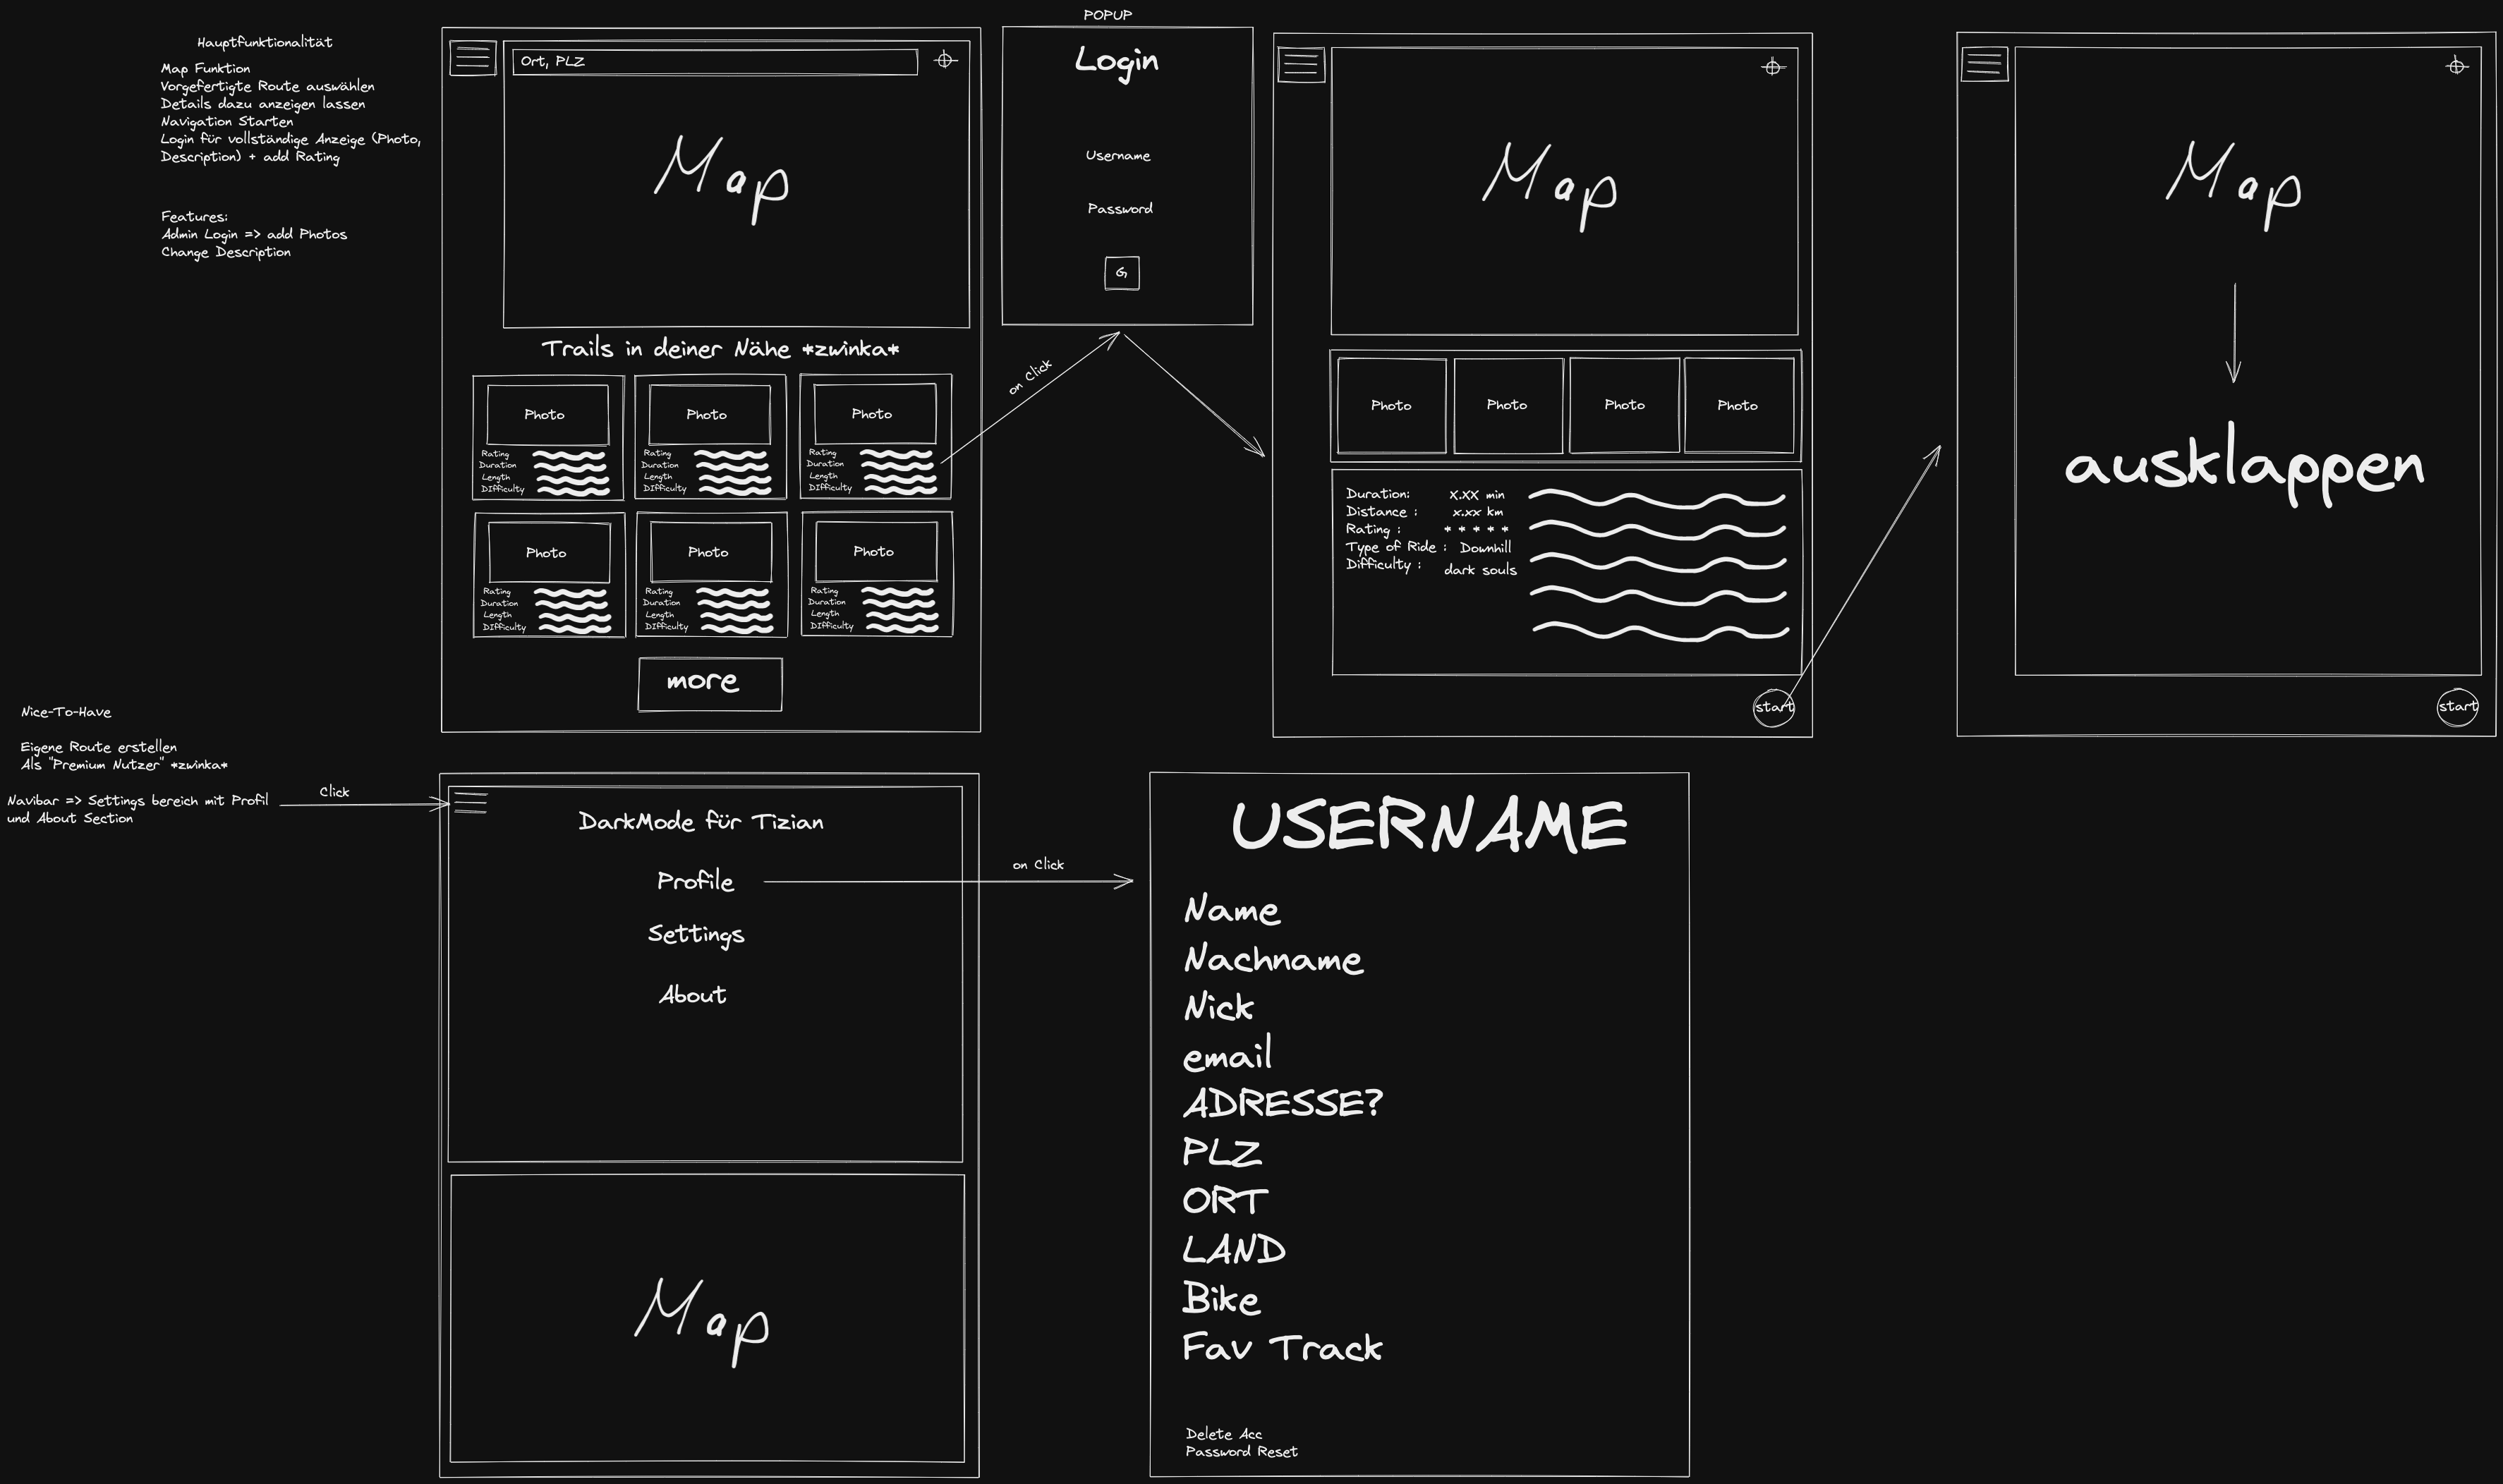 Hauptfunktionalität
Map Funktion
Vorgefertigte Route auswählen
Details dazu anzeigen lassen
Navigation Starten
Login für vollständige Anzeige (Photo,
Description) + add Rating
Features:
Admin Login => add Photos
Change Description
Ort, PLZ
Map
Trails in deiner Nähe *zwinka*
Photo
Rating
Duration
Length
DIfficulty
Photo
Rating
Duration
Length
DIfficulty
Photo
Rating
Duration
Length
DIfficulty
Photo
Rating
Duration
Length
DIfficulty
Photo
Rating
Duration
Length
DIfficulty
Photo
Rating
Duration
Length
DIfficulty
more
on Click
POPUP
Login
Username
Password
G
Map
Photo
Photo
Photo
Photo
Duration: X.XX min
Distance : x.xx km
Rating : * * * * *
Type of Ride : Downhill
Difficulty : dark souls
start
Map
ausklappen
start
Nice-To-Have
Eigene Route erstellen
Als "Premium Nutzer" *zwinka*
Navibar => Settings bereich mit Profil
und About Section
Click
DarkMode für Tizian
Profile
Settings
About
Map
on Click
USERNAME
Name
Nachname
Nick
email
ADRESSE?
PLZ
ORT
LAND
Bike
Fav Track
Delete Acc
Password Reset